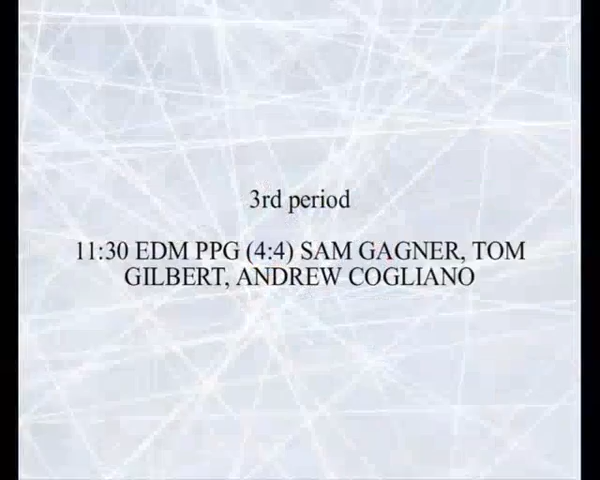 3rd period
11:30 EDM PPG (4:4) SAM GAGNER, TOM
GILBERT, ANDREW COGLIANO